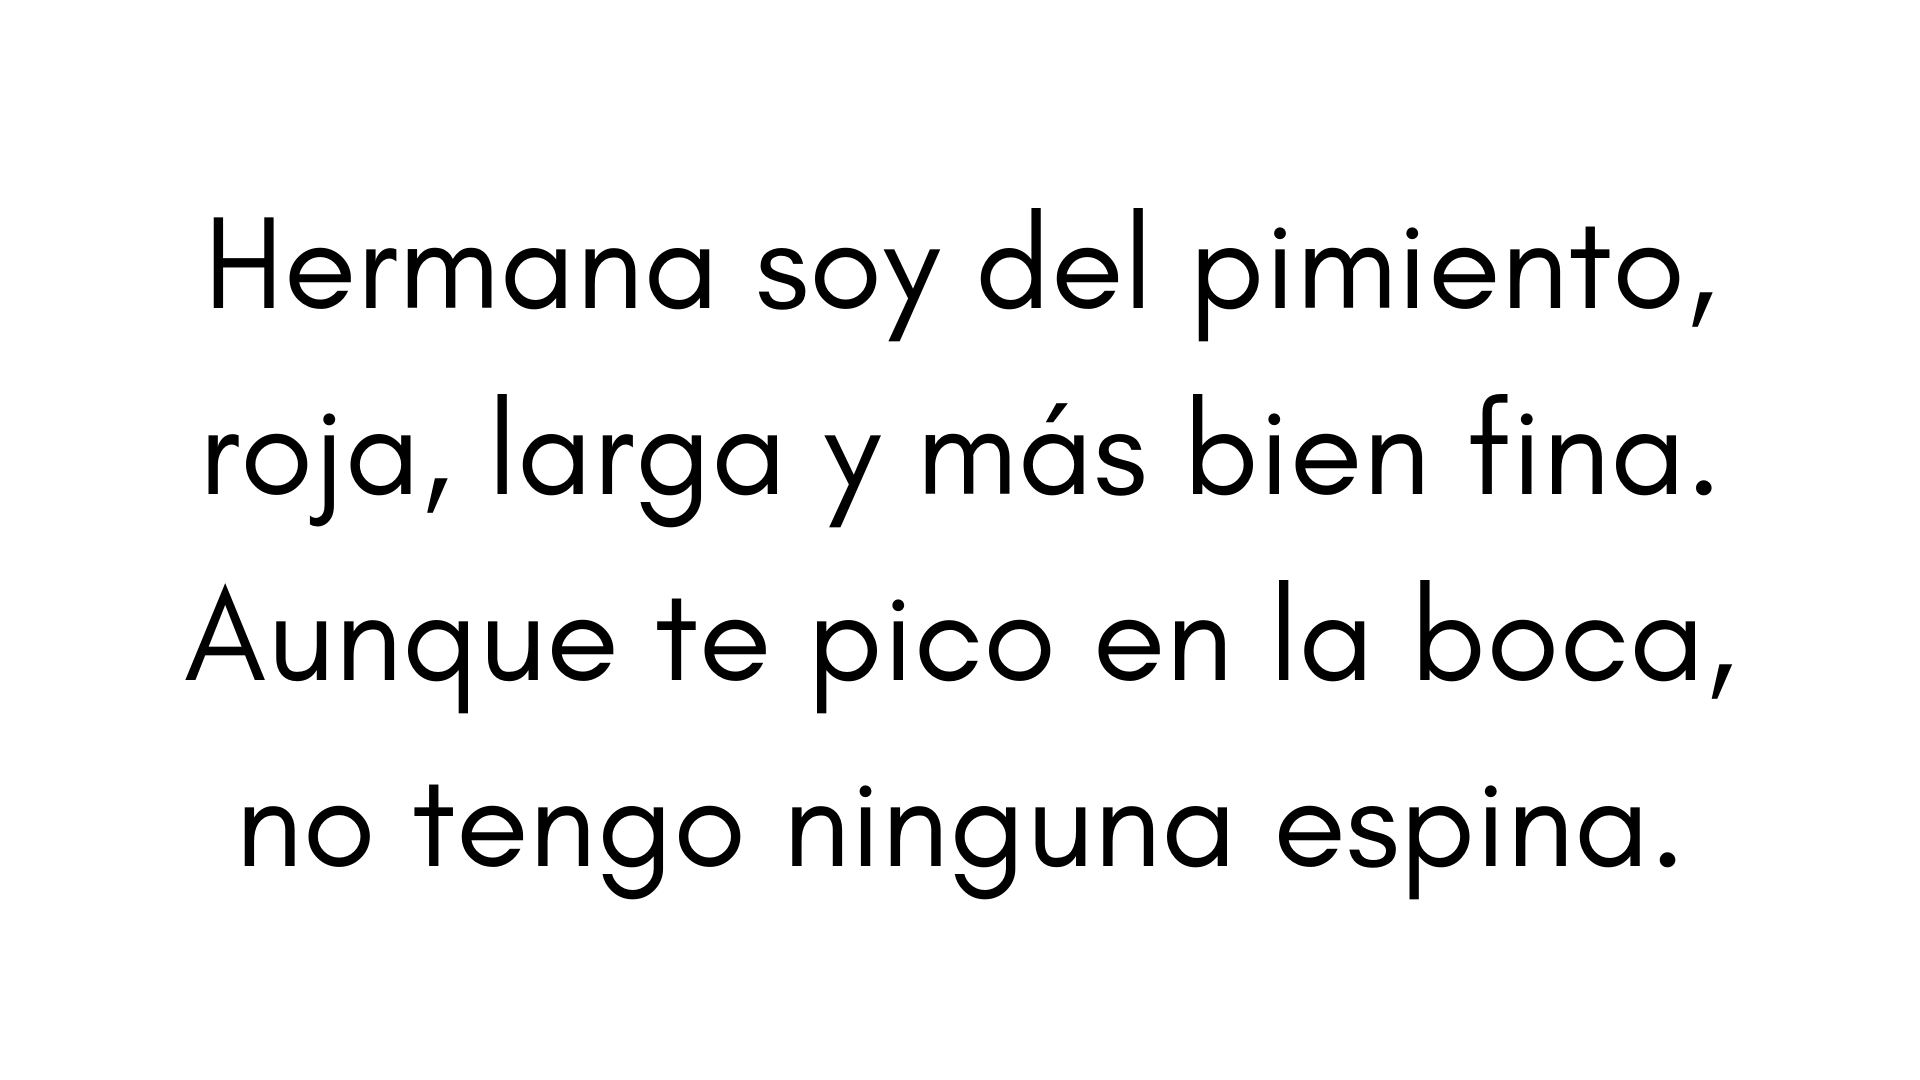 Hermana soy del pimiento,
roja, larga y más bien fina.
Aunque te pico en la boca,
no tengo ninguna espina.